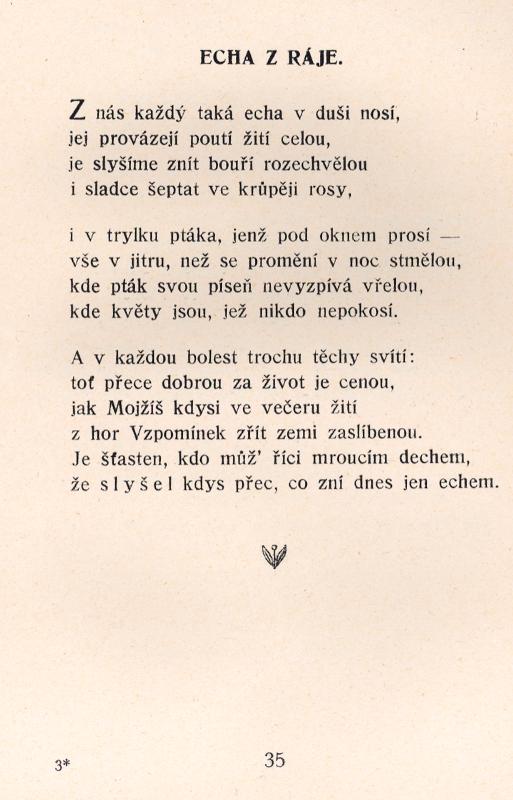 ECHA Z RÁJE.
Z nás každý taká echa v duši nosí,
jej provázejí poutí žití celou,
je slyšíme znít bouří rozechvělou
i sladce šeptat ve krůpěji rosy,
i v trylku ptáka, jenž pod oknem prosí —
vše v jitru, než se promění v noc stmělou,
kde pták svou píseň nevyzpívá vřelou,
kde květy jsou, jež nikdo nepokosí.
A v každou bolest trochu těchy svítí:
toť přece dobrou za život je cenou,
jak Mojžíš kdysi ve večeru žití
z hor Vzpomínek zřít zemi zaslíbenou.
Je šťasten, kdo můž' říci mroucím dechem,
že s l y š e l kdys přec, co zní dnes jen echem.
3*
35